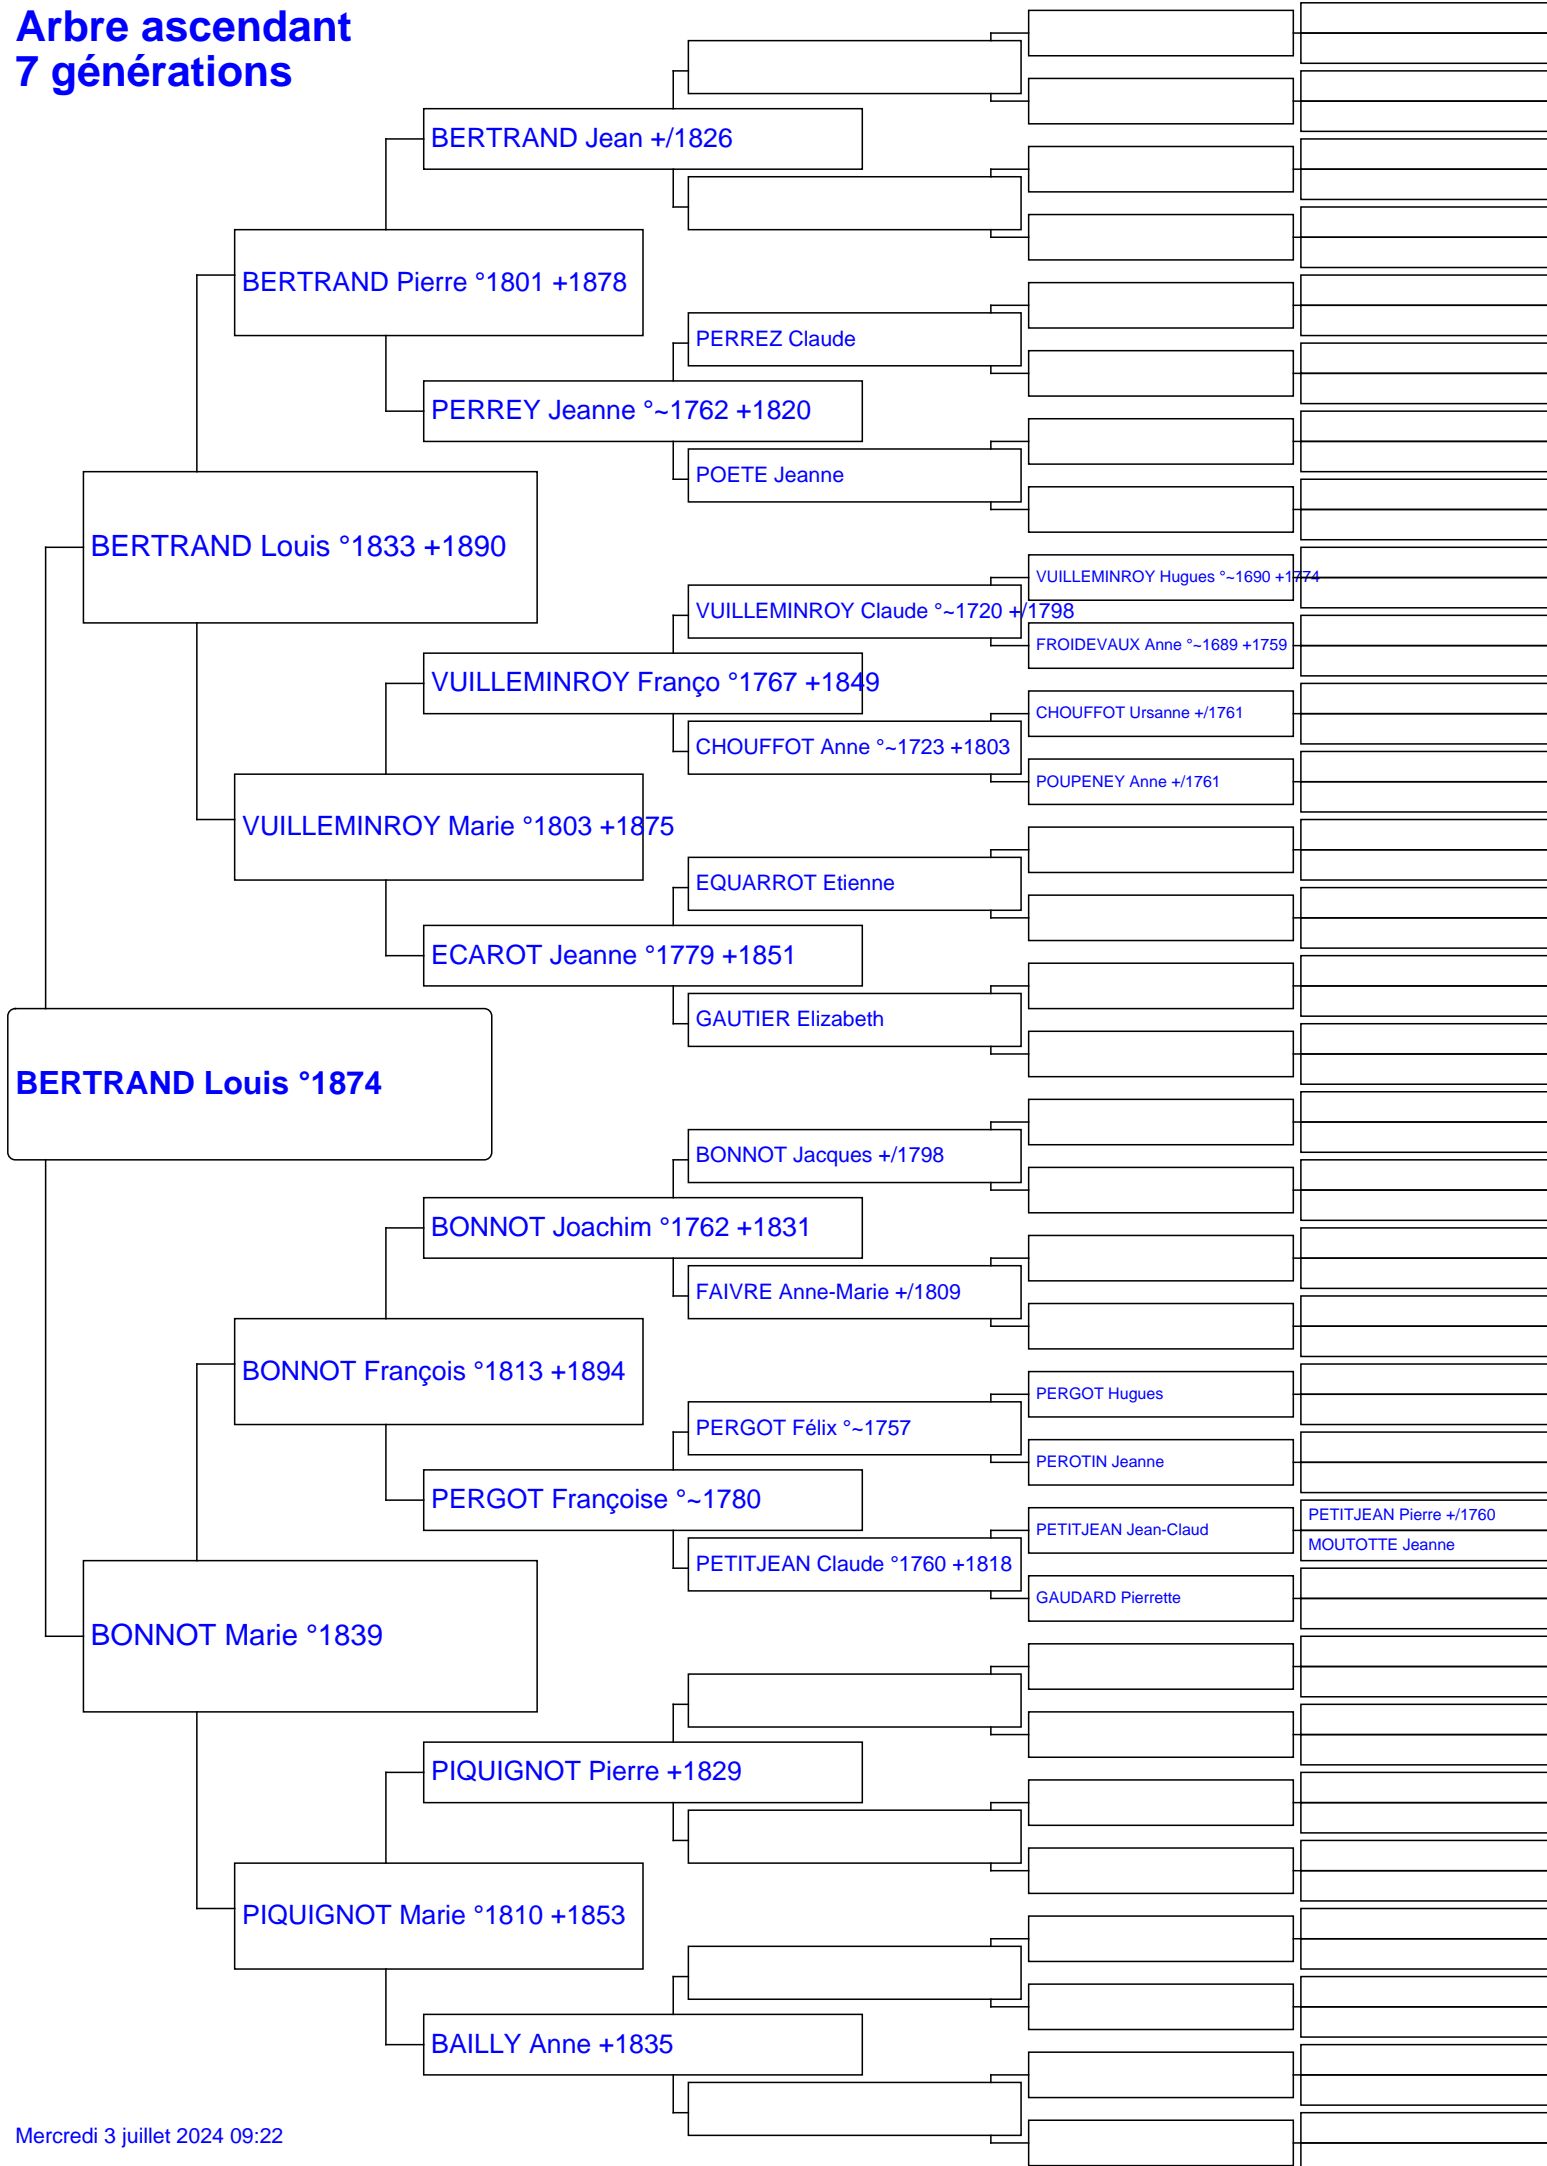 Arbre ascendant
7 générations
BERTRAND Jean +/1826
BERTRAND Pierre °1801 +1878
PERREZ Claude
PERREY Jeanne °~1762 +1820
POETE Jeanne
BERTRAND Louis °1833 +1890
VUILLEMINROY Hugues °~1690 +1774
VUILLEMINROY Claude °~1720 +/1798
FROIDEVAUX Anne °~1689 +1759
VUILLEMINROY Franço °1767 +1849
CHOUFFOT Ursanne +/1761
CHOUFFOT Anne °~1723 +1803
POUPENEY Anne +/1761
VUILLEMINROY Marie °1803 +1875
EQUARROT Etienne
ECAROT Jeanne °1779 +1851
GAUTIER Elizabeth
BERTRAND Louis °1874
BONNOT Jacques +/1798
BONNOT Joachim °1762 +1831
FAIVRE Anne-Marie +/1809
BONNOT François °1813 +1894
PERGOT Hugues
PERGOT Félix °~1757
PEROTIN Jeanne
PERGOT Françoise °~1780
PETITJEAN Pierre +/1760
PETITJEAN Jean-Claud
MOUTOTTE Jeanne
PETITJEAN Claude °1760 +1818
GAUDARD Pierrette
BONNOT Marie °1839
PIQUIGNOT Pierre +1829
PIQUIGNOT Marie °1810 +1853
BAILLY Anne +1835
Mercredi 3 juillet 2024 09:22